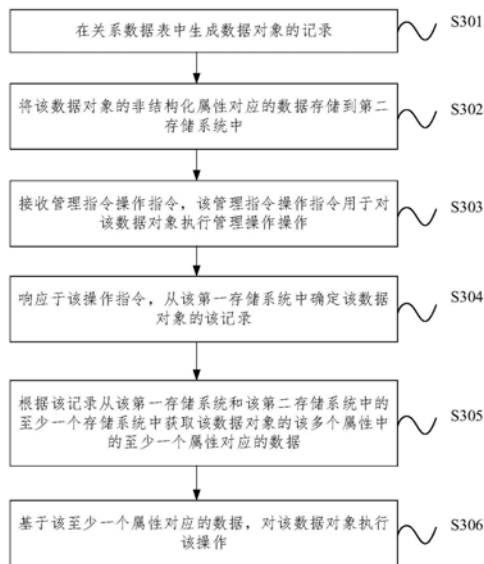 在关系数据表中生成数据对象的记录
S301
将该数据对象的非结构化属性对应的数据存储到第二
存储系统中
S302
接收管理指令操作指令，该管理指令操作指令用于对
该数据对象执行管理操作操作
S303
响应于该操作指令，从该第一存储系统中确定该数据
对象的该记录
S304
根据该记录从该第一存储系统和该第二存储系统中的
至少一个存储系统中获取该数据对象的该多个属性中
的至少一个属性对应的数据
S305
基于该至少一个属性对应的数据，对该数据对象执行
该操作
S306